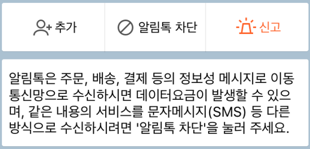 추가 알림톡 차단 신고
알림톡은 주문, 배송, 결제 등의 정보성 메시지로 이동
통신망으로 수신하시면 데이터요금이 발생할 수 있으
며, 같은 내용의 서비스를 문자메시지(SMS) 등 다른
방식으로 수신하시려면 '알림톡 차단'을 눌러 주세요.